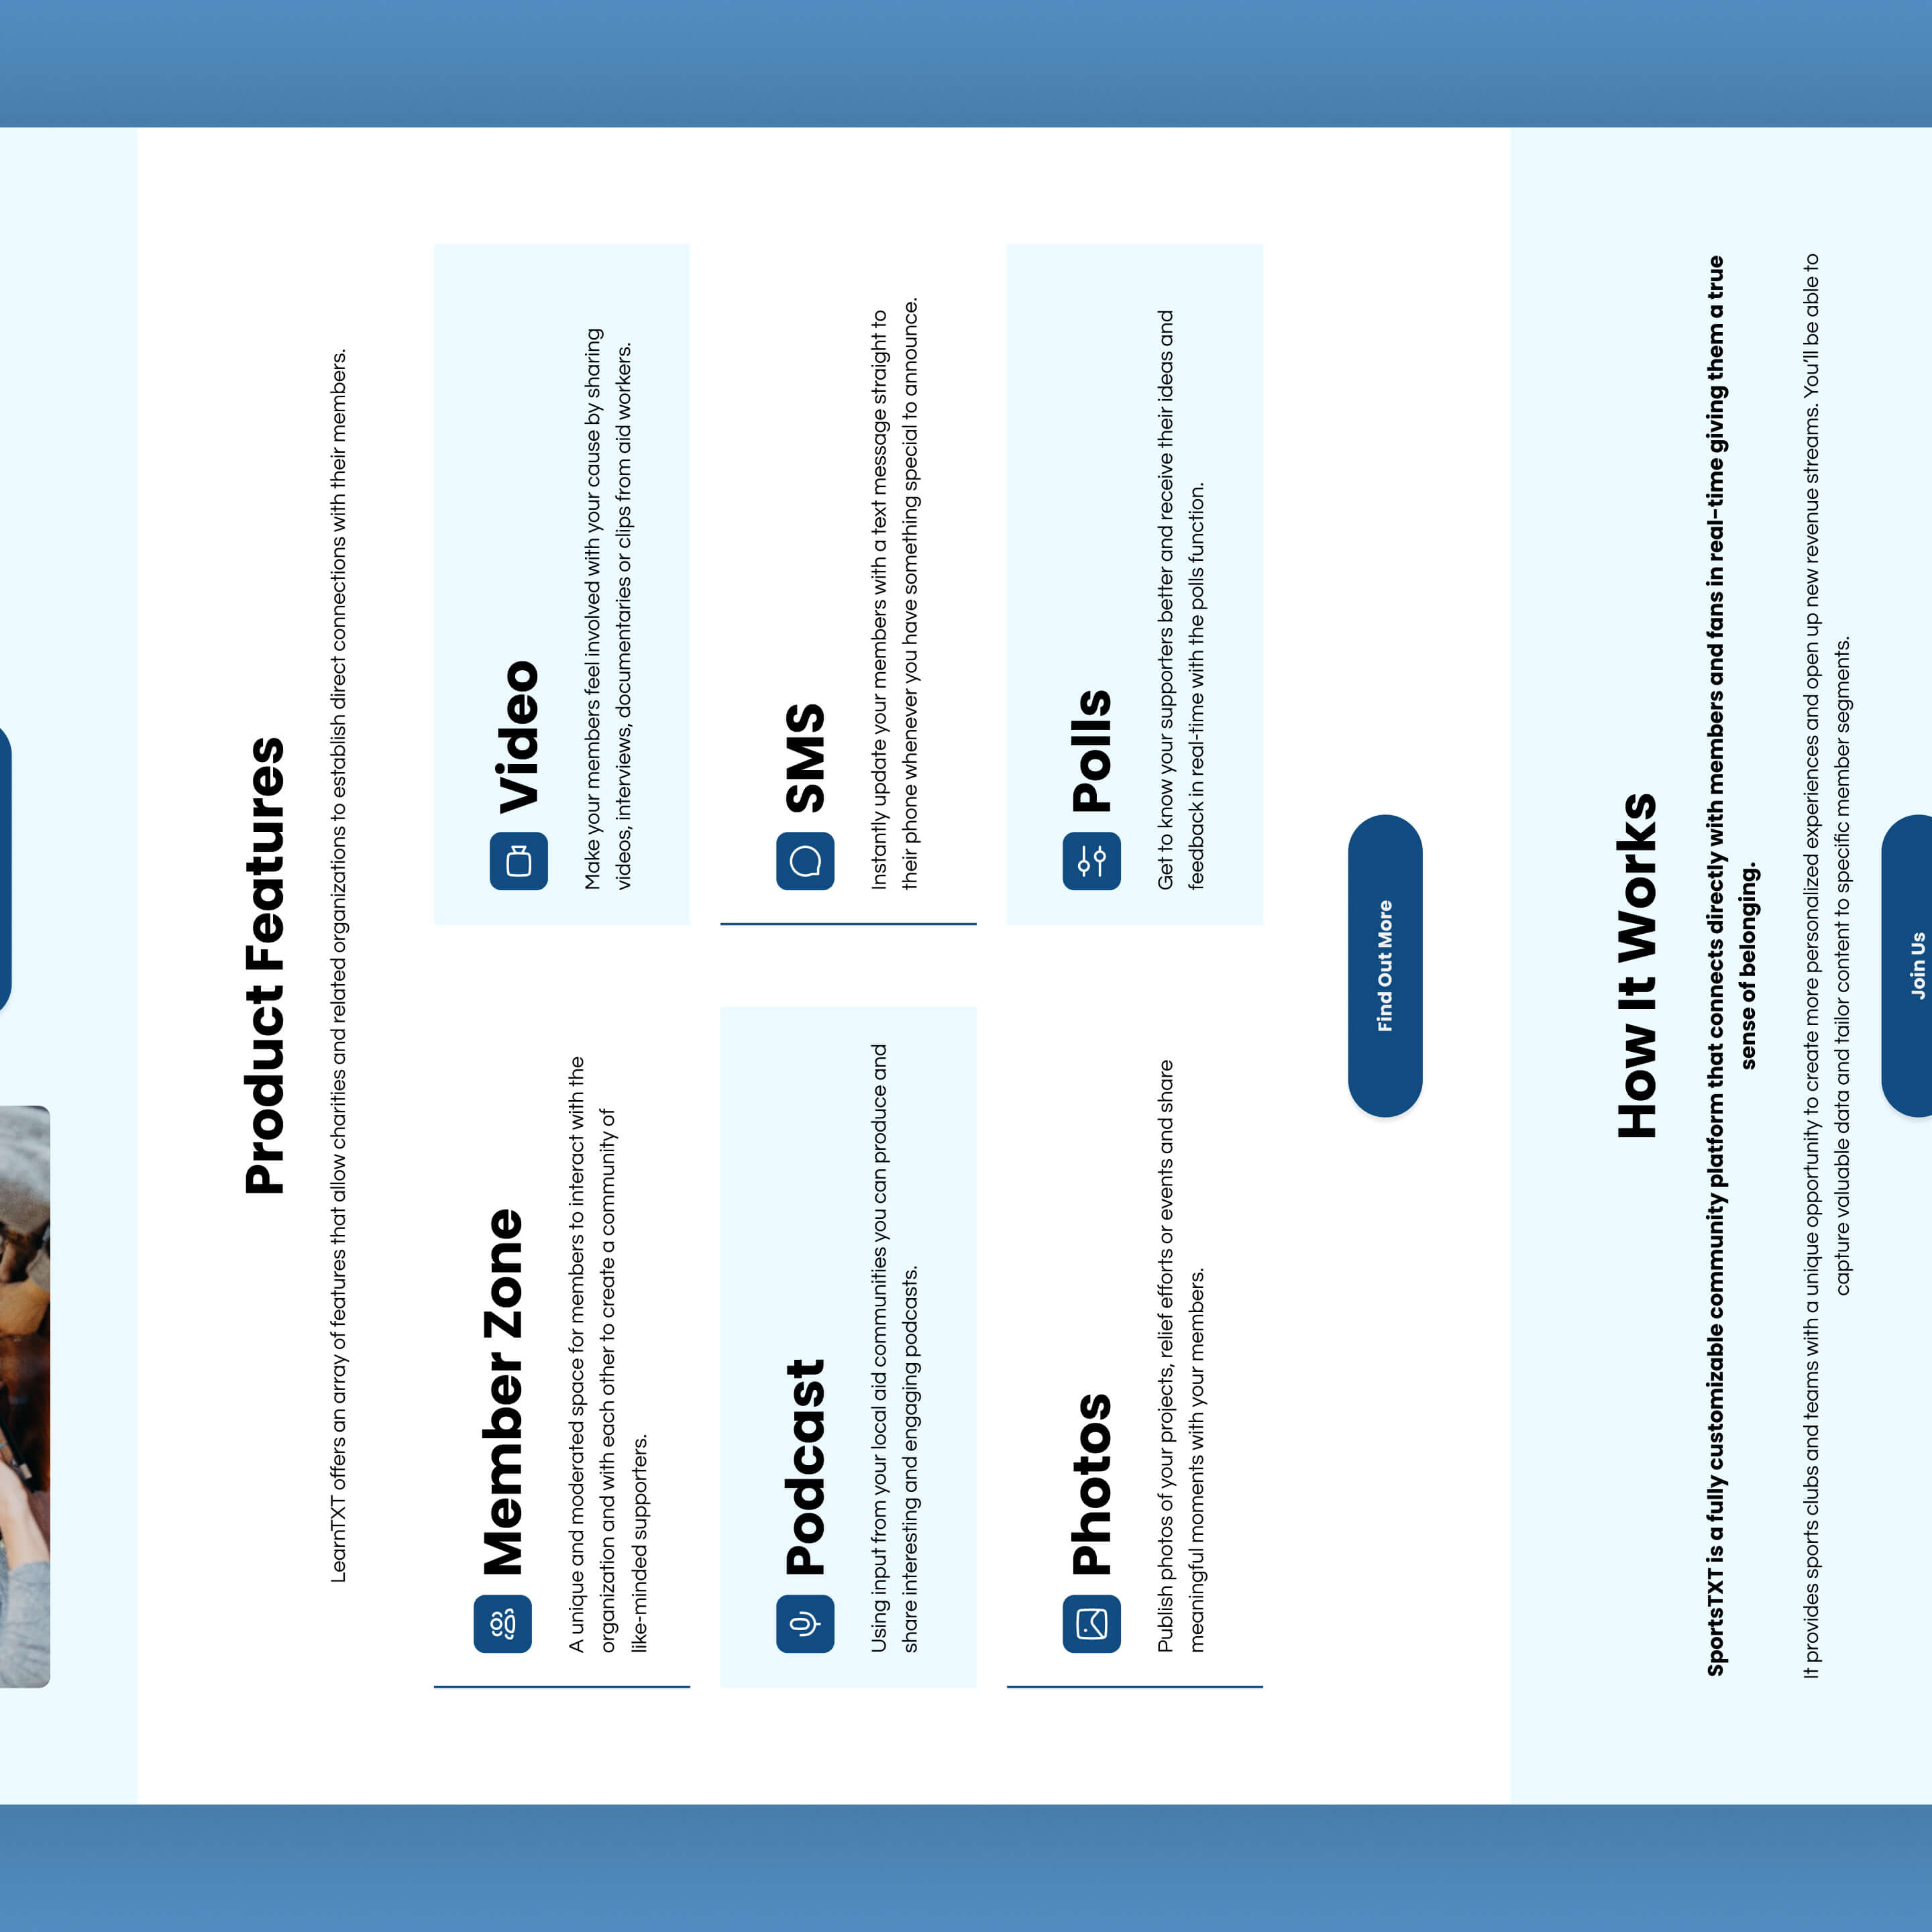 Product Features
LearnTXT offers an array of features that allow charities and related organizations to establish direct connections with their members.
Member Zone
A unique and moderated space for members to interact with the
organization and with each other to create a community of
like-minded supporters.
Video
Make your members feel involved with your cause by sharing
videos, interviews, documentaries or clips from aid workers.
Podcast
Using input from your local aid communities you can produce and
share interesting and engaging podcasts.
SMS
Instantly update your members with a text message straight to
their phone whenever you have something special to announce.
Photos
Publish photos of your projects, relief efforts or events and share
meaningful moments with your members.
Polls
Get to know your supporters better and receive their ideas and
feedback in real-time with the polls function.
Find Out More
How It Works
SportsTXT is a fully customizable community platform that connects directly with members and fans in real-time giving them a true
sense of belonging.
It provides sports clubs and teams with a unique opportunity to create more personalized experiences and open up new revenue streams. You'll be able to
capture valuable data and tailor content to specific member segments.
Join Us